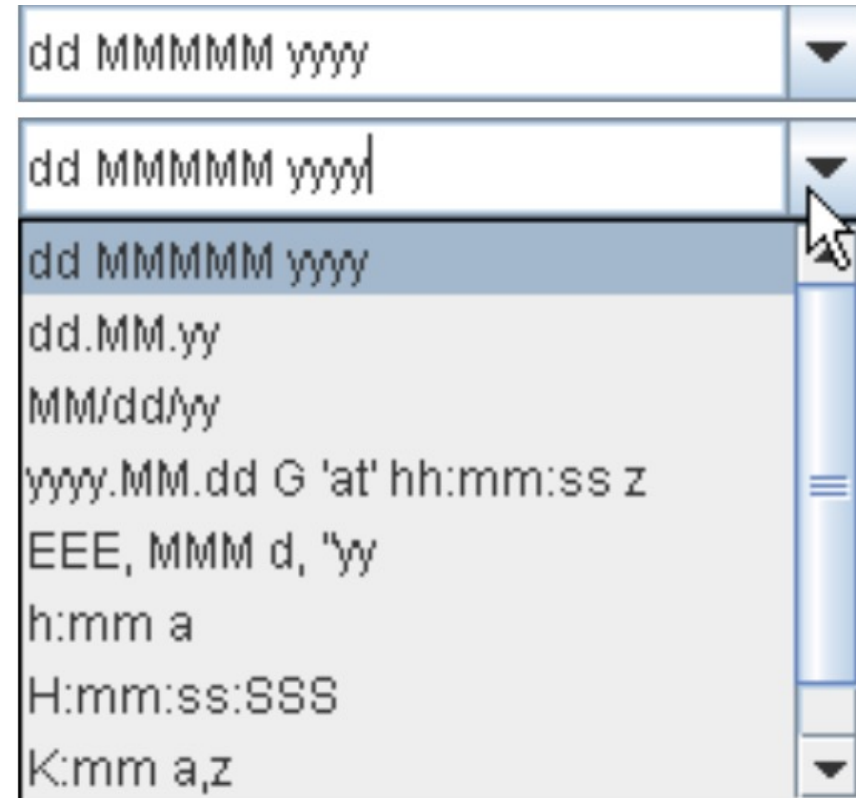 dd MMMMM yyyy
dd MMMMM yyyy
dd MMMMM yyyy
dd.MM.yy
MM/dd/yy
yyyy.MM.dd G 'at' hh:mm:ss z
EEE, MMM d, ''yy
h:mm a
H:mm:ss:SSS
K:mm a,z